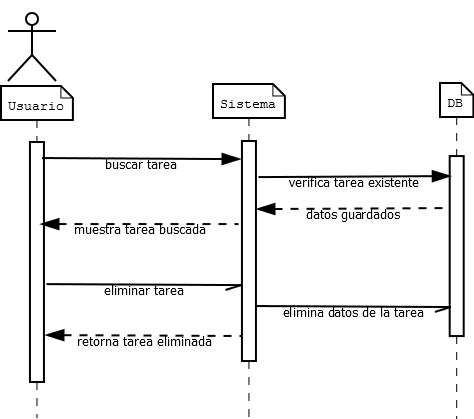 Usuario
Sistema
DB
buscar tarea
verifica tarea existente
datos guardados
muestra tarea buscada
eliminar tarea
elimina datos de la tarea
retorna tarea eliminada